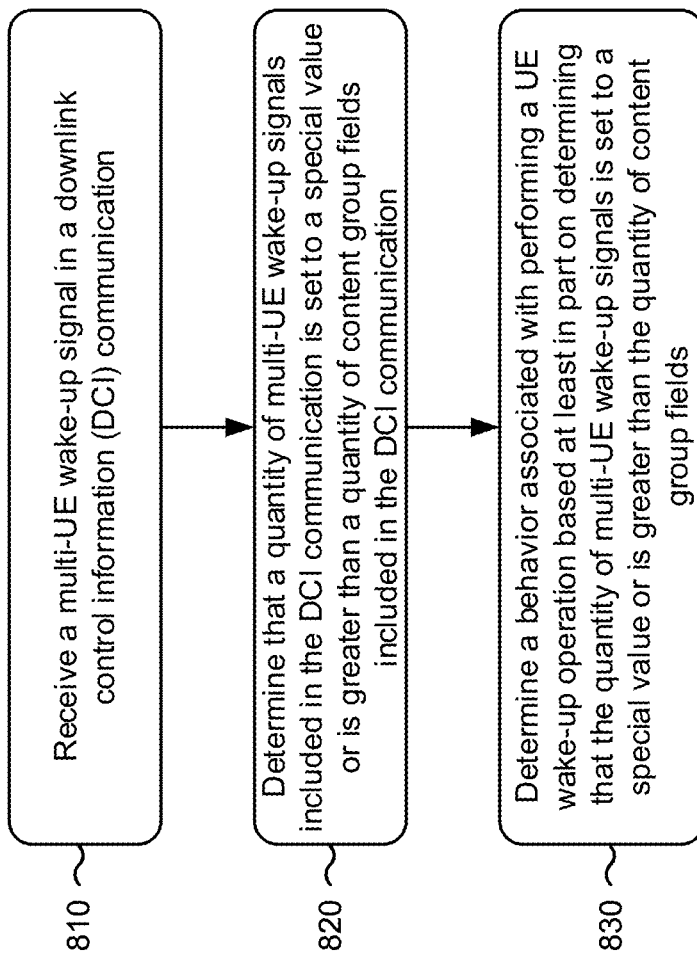 810
Receive a multi-UE wake-up signal in a downlink
control information (DCI) communication
820
Determine that a quantity of multi-UE wake-up signals
included in the DCI communication is set to a special value
or is greater than a quantity of content group fields
included in the DCI communication
830
Determine a behavior associated with performing a UE
wake-up operation based at least in part on determining
that the quantity of multi-UE wake-up signals is set to a
special value or is greater than the quantity of content
group fields